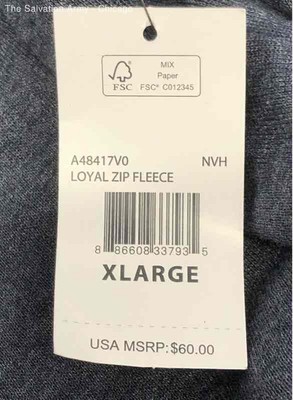 The Salvation Army - Chicago
MIX
Paper
FSC
FSC® C012345
A48417V0 NVH
LOYAL ZIP FLEECE
8 86608 33793 5
XLARGE
USA MSRP:$60.00